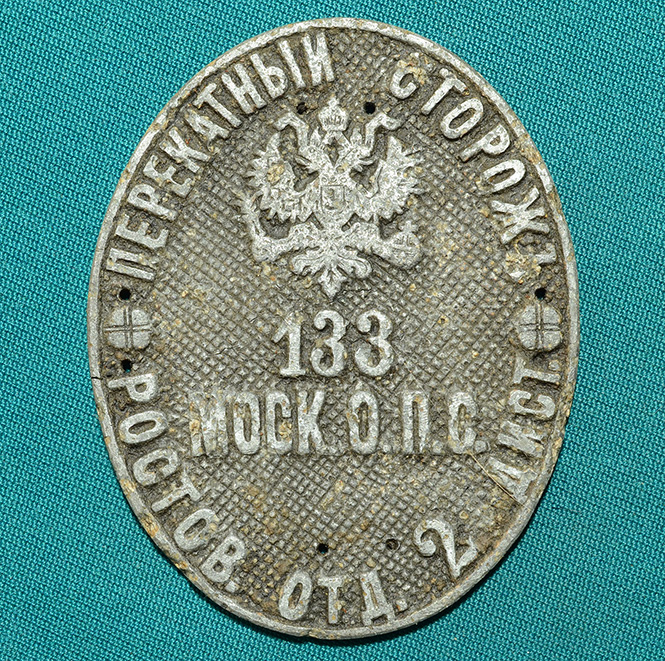 ПЕРЕКАТНЫЙ СТОРОЖЪ
133
МОСК. О. П. С.
РОСТОВ. ОТД. 2 ДИСТ.